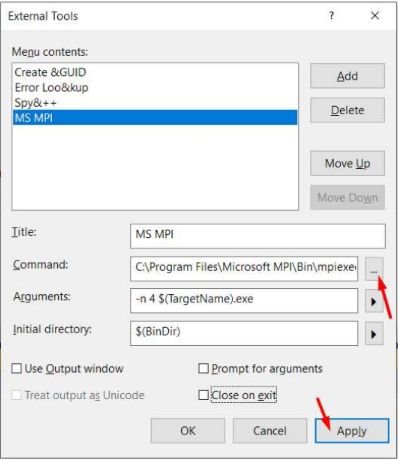 External Tools ? ×
Menu contents:
Create &GUID
Error Loo&kup
Spy&++
MS MPI
Add
Delete
Move Up
Move Down
Title: MS MPI
Command: C:\Program Files\Microsoft MPI\Bin\mpiexe ...
Arguments: -n 4 $(TargetName).exe
Initial directory: $(BinDir)
Use Output window Prompt for arguments
Treat output as Unicode Close on exit
OK Cancel Apply